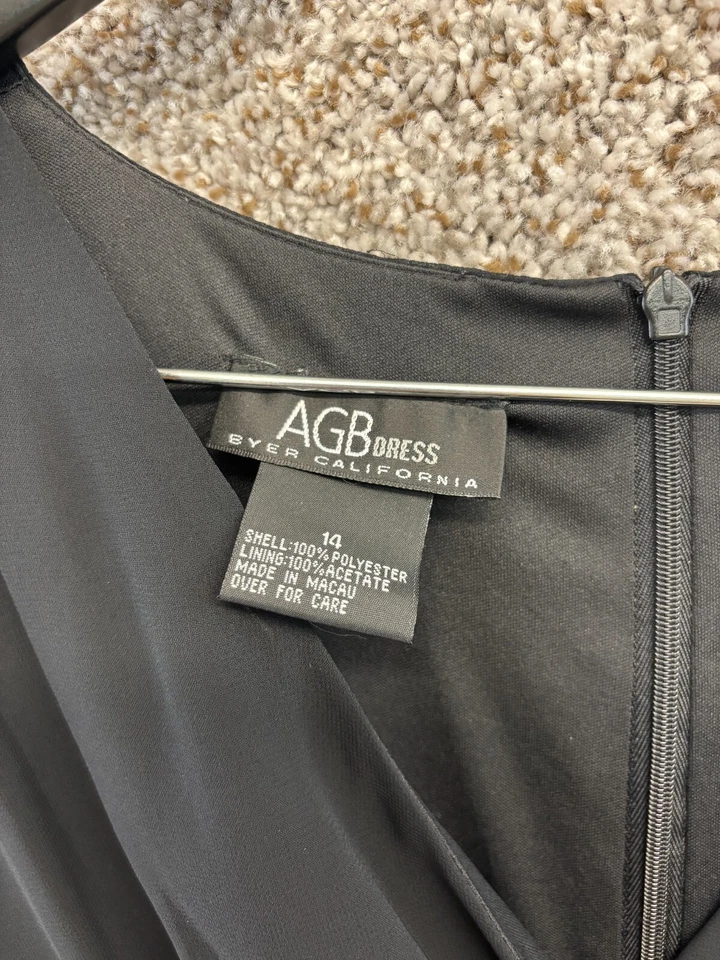 AGB DRESS
BYER CALIFORNIA
14
SHELL:100% POLYESTER
LINING:100% ACETATE
MADE IN MACAU
OVER FOR CARE